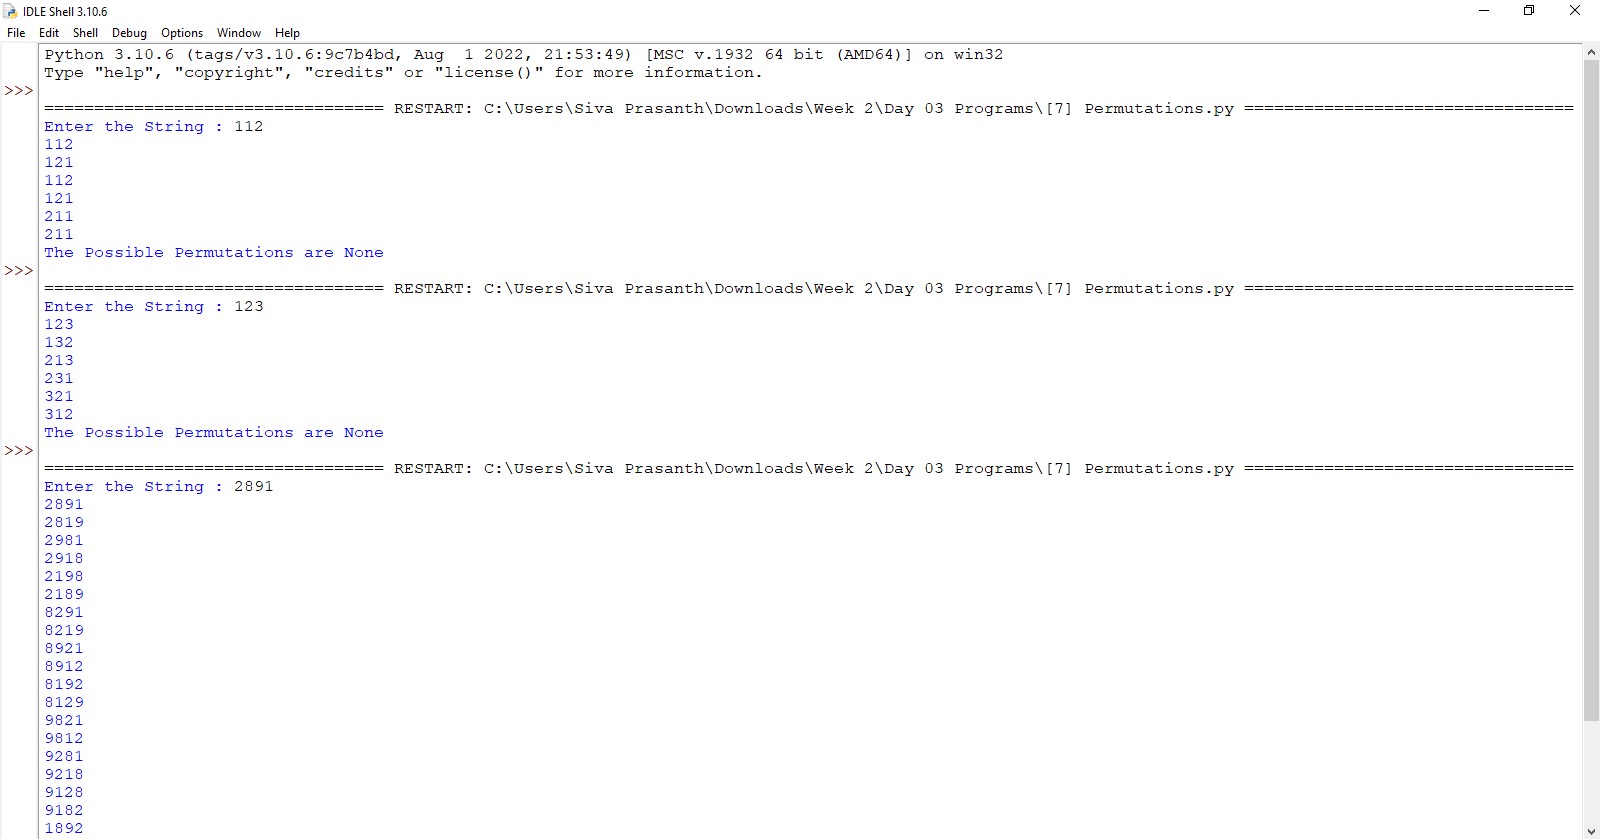 IDLE Shell 3.10.6
File Edit Shell Debug Options Window Help
Python 3.10.6 (tags/v3.10.6:9c7b4bd, Aug  1 2022, 21:53:49) [MSC v.1932 64 bit (AMD64)] on win32
Type "help", "copyright", "credits" or "license()" for more information.
>>>
================================== RESTART: C:\Users\Siva Prasanth\Downloads\Week 2\Day 03 Programs\[7] Permutations.py =================================
Enter the String : 112
112
121
112
121
211
211
The Possible Permutations are None
>>>
================================== RESTART: C:\Users\Siva Prasanth\Downloads\Week 2\Day 03 Programs\[7] Permutations.py =================================
Enter the String : 123
123
132
213
231
321
312
The Possible Permutations are None
>>>
================================== RESTART: C:\Users\Siva Prasanth\Downloads\Week 2\Day 03 Programs\[7] Permutations.py =================================
Enter the String : 2891
2891
2819
2981
2918
2198
2189
8291
8219
8921
8912
8192
8129
9821
9812
9281
9218
9128
9182
1892